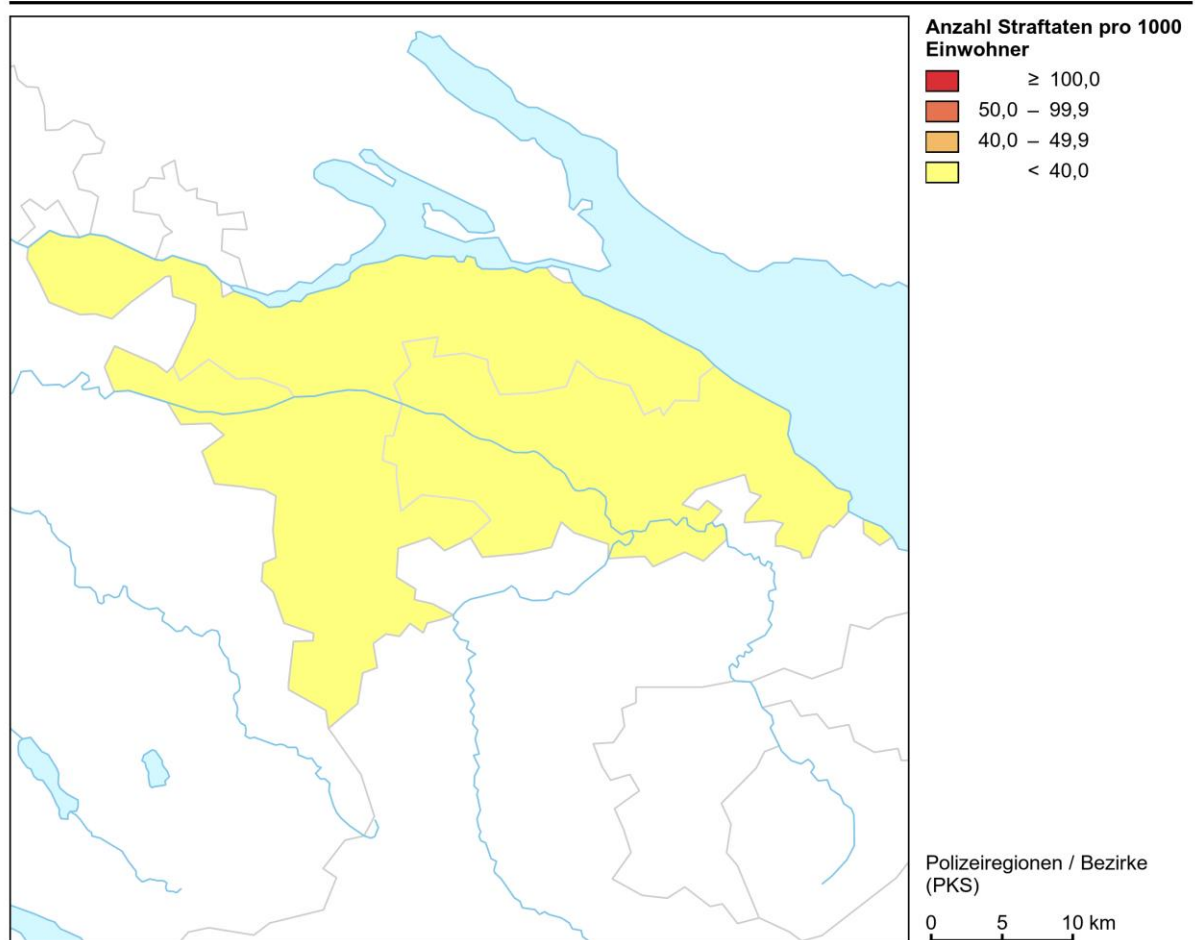 Anzahl Straftaten pro 1000
Einwohner
≥ 100,0
50,0 – 99,9
40,0 – 49,9
< 40,0
Polizeiregionen / Bezirke
(PKS)
0 5 10 km